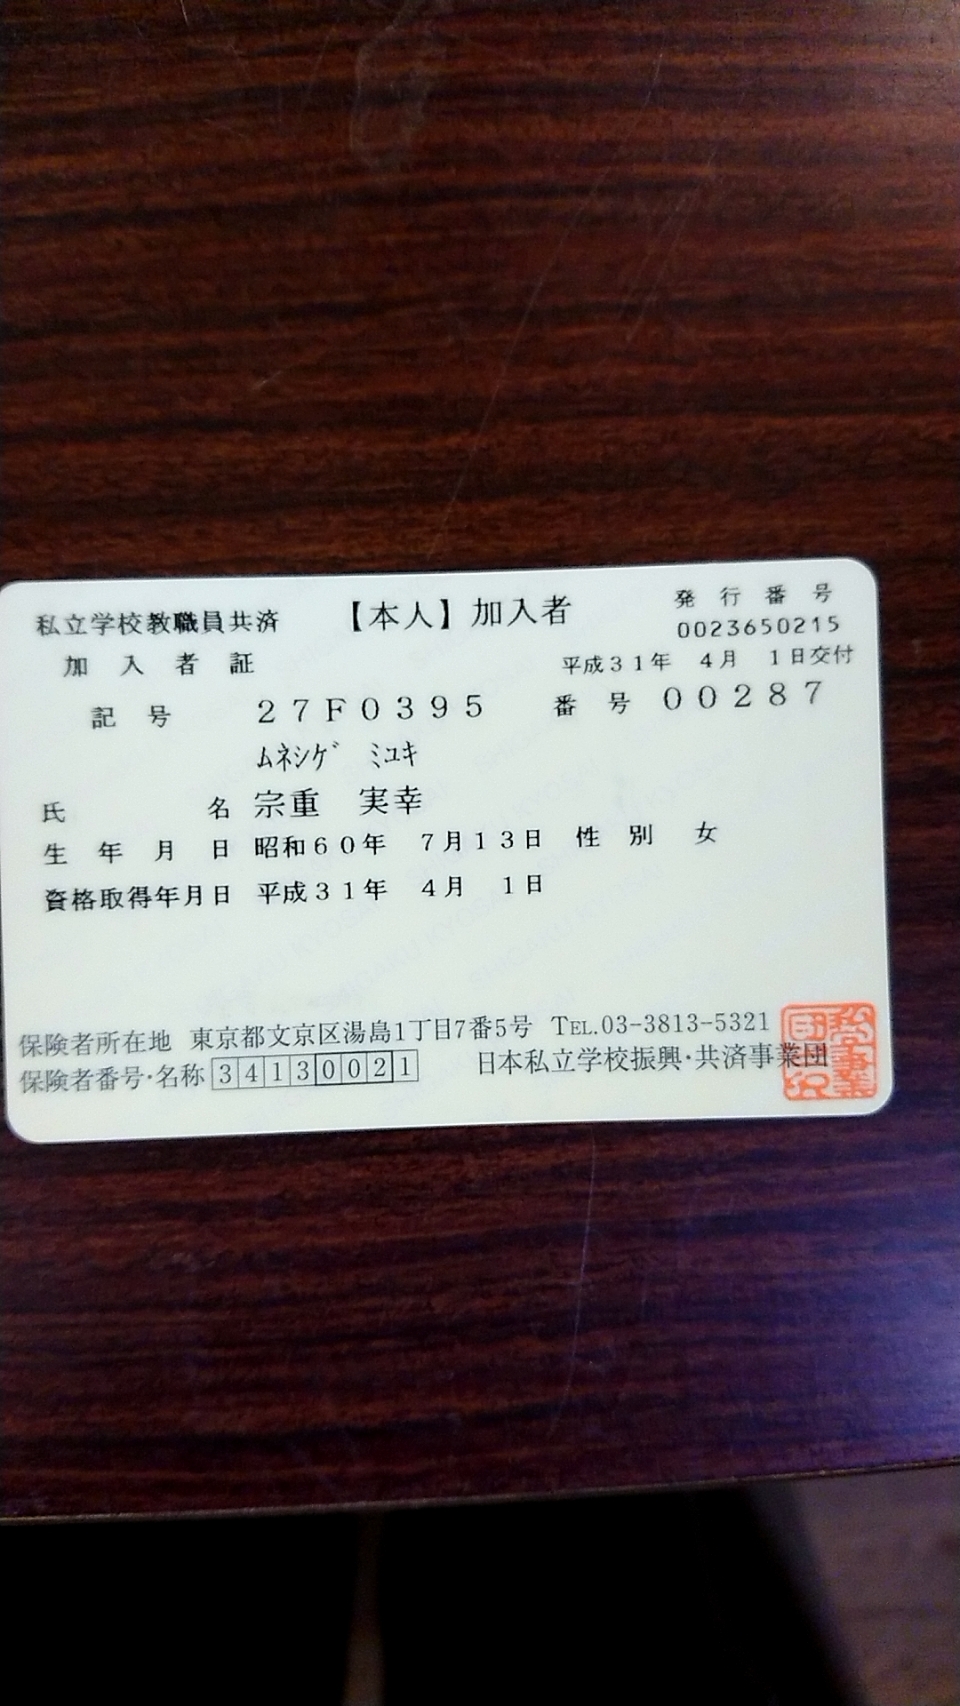 私立学校教職員共済 【本人】加入者 発行番号
0023650215
加入者証 平成31年 4月 1日交付
記号 27F0395 番号 00287
ムネシゲ ミユキ
氏名 宗重 実幸
生年月日 昭和60年 7月13日 性別 女
資格取得年月日 平成31年 4月 1日
保険者所在地 東京都文京区湯島1丁目7番5号 TEL.03-3813-5321
保険者番号・名称 34130021 日本私立学校振興・共済事業団